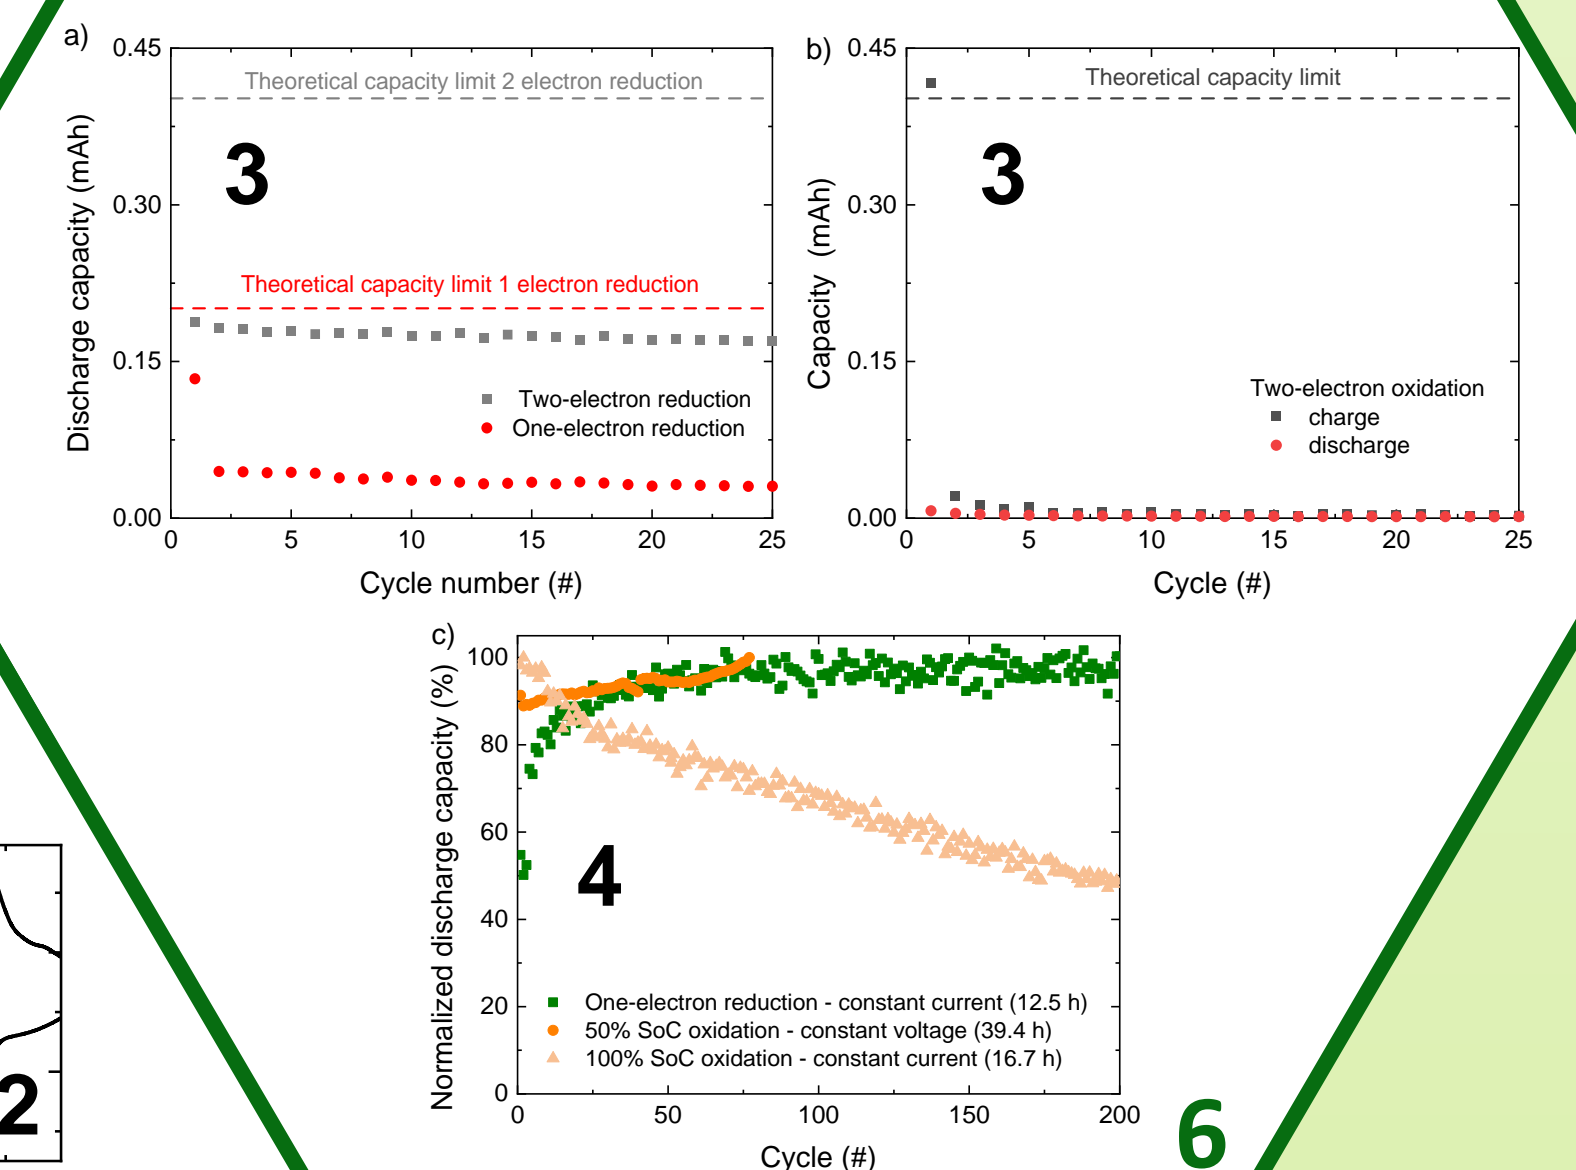 a)
0.45
0.30
0.15
0.00
Discharge capacity (mAh)
Theoretical capacity limit 2 electron reduction
3
Theoretical capacity limit 1 electron reduction
Two-electron reduction
One-electron reduction
0 5 10 15 20 25
Cycle number (#)
b)
0.45
0.30
0.15
0.00
Capacity (mAh)
Theoretical capacity limit
3
Two-electron oxidation
charge
discharge
0 5 10 15 20 25
Cycle (#)
c)
100
80
60
40
20
0
Normalized discharge capacity (%)
4
One-electron reduction - constant current (12.5 h)
50% SoC oxidation - constant voltage (39.4 h)
100% SoC oxidation - constant current (16.7 h)
0 50 100 150 200
Cycle (#)
2
6